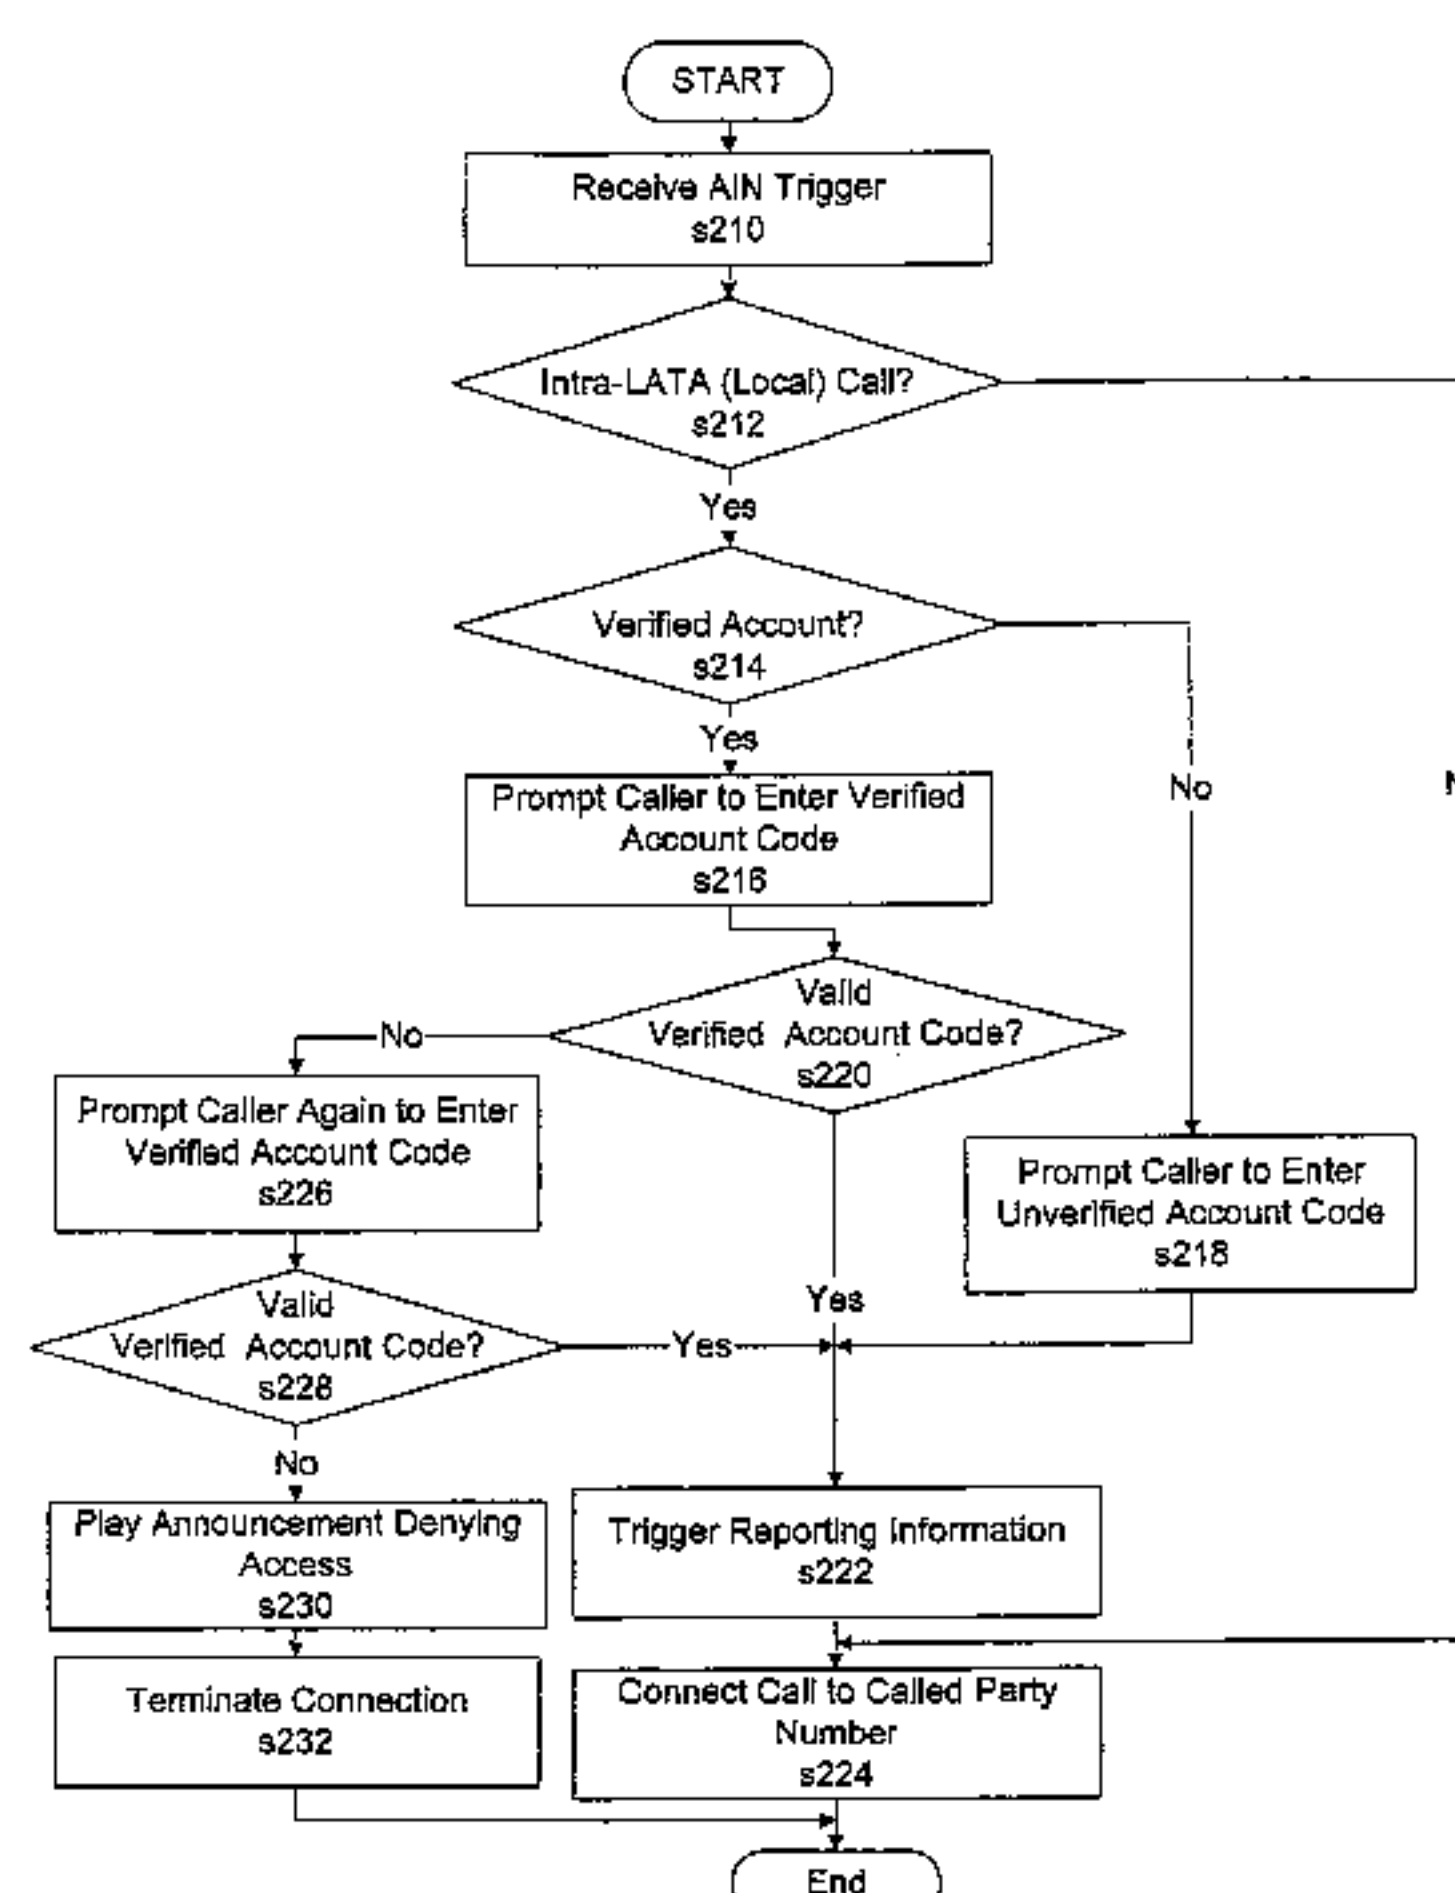 START
Receive AIN Trigger
s210
Intra-LATA (Local) Call?
s212
Yes
Verified Account?
s214
Yes
No
Prompt Caller to Enter Verified
Account Code
s216
Valid
Verified Account Code?
s220
No
Prompt Caller Again to Enter
Verified Account Code
s226
Prompt Caller to Enter
Unverified Account Code
s218
Yes
Valid
Verified Account Code?
s228
Yes
No
Play Announcement Denying
Access
s230
Trigger Reporting Information
s222
Terminate Connection
s232
Connect Call to Called Party
Number
s224
End